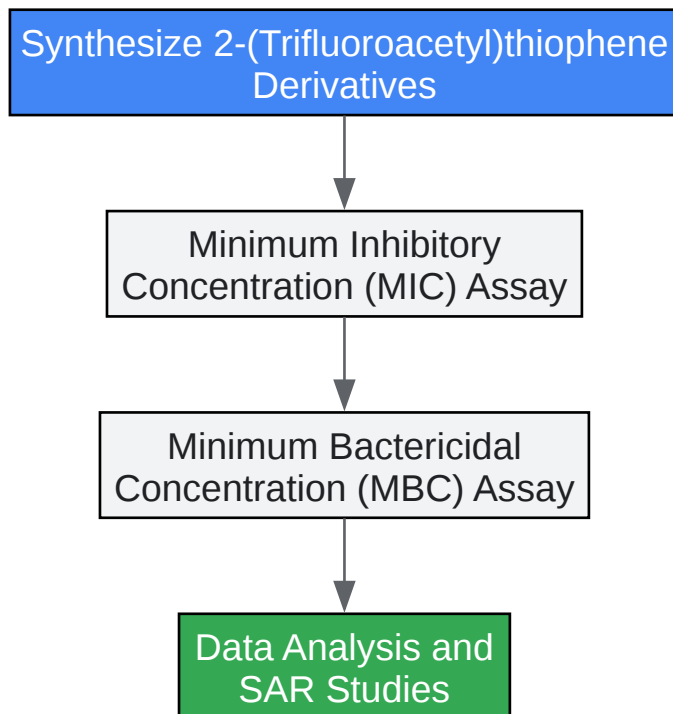 Synthesize 2-(Trifluoroacetyl)thiophene
Derivatives
Minimum Inhibitory
Concentration (MIC) Assay
Minimum Bactericidal
Concentration (MBC) Assay
Data Analysis and
SAR Studies